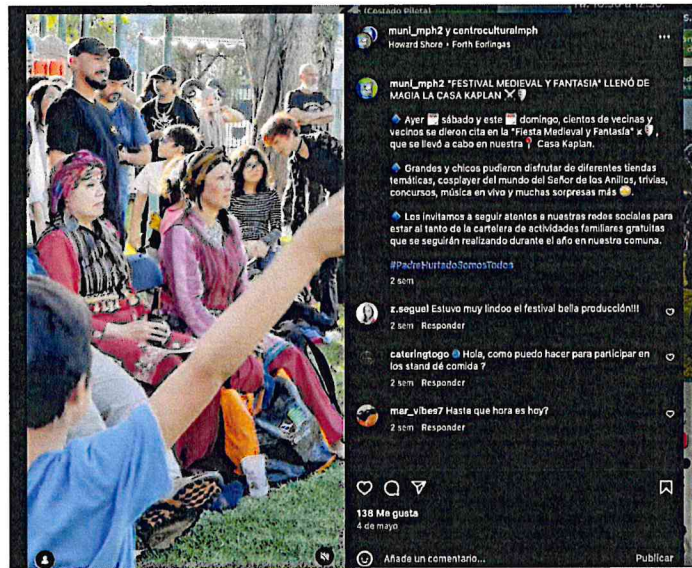 (Costado Pileta)
muni_mph2 y centroculturalmph
Howard Shore • Forth Eorlingas
muni_mph2 "FESTIVAL MEDIEVAL Y FANTASIA" LLENÓ DE
MAGIA LA CASA KAPLAN
Ayer sábado y este domingo, cientos de vecinas y
vecinos se dieron cita en la "Fiesta Medieval y Fantasía",
que se llevó a cabo en nuestra Casa Kaplan.
Grandes y chicos pudieron disfrutar de diferentes tiendas
temáticas, cosplayer del mundo del Señor de los Anillos, trivias,
concursos, música en vivo y muchas sorpresas más.
Los invitamos a seguir atentos a nuestras redes sociales para
estar al tanto de la cartelera de actividades familiares gratuitas
que se seguirán realizando durante el año en nuestra comuna.
#PadreHurtadoSomosTodos
2 sem
z.seguel Estuvo muy lindoo el festival bella producción!!!
2 sem Responder
cateringtogo Hola, como puedo hacer para participar en
los stand dé comida ?
2 sem Responder
mar_vibes7 Hasta que hora es hoy?
2 sem Responder
138 Me gusta
4 de mayo
Añade un comentario...
Publicar